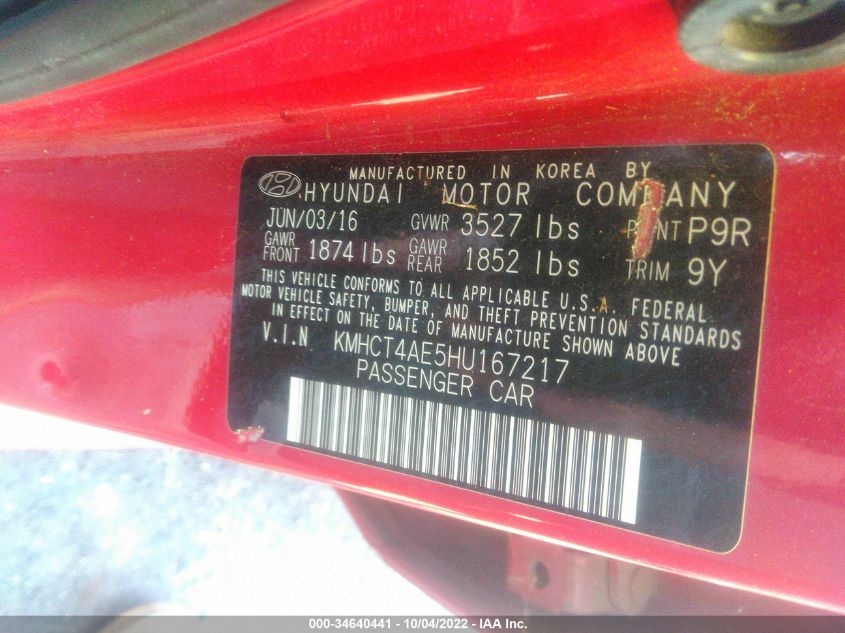 MANUFACTURED IN KOREA BY
HYUNDAI MOTOR COMPANY
JUN/03/16 GVWR 3527 lbs PAINT P9R
GAWR FRONT 1874 lbs GAWR REAR 1852 lbs TRIM 9Y
THIS VEHICLE CONFORMS TO ALL APPLICABLE U.S.A. FEDERAL
MOTOR VEHICLE SAFETY, BUMPER, AND THEFT PREVENTION STANDARDS
IN EFFECT ON THE DATE OF MANUFACTURE SHOWN ABOVE
V.I.N KMHCT4AE5HU167217
PASSENGER CAR
000-34640441 - 10/04/2022 - IAA Inc.